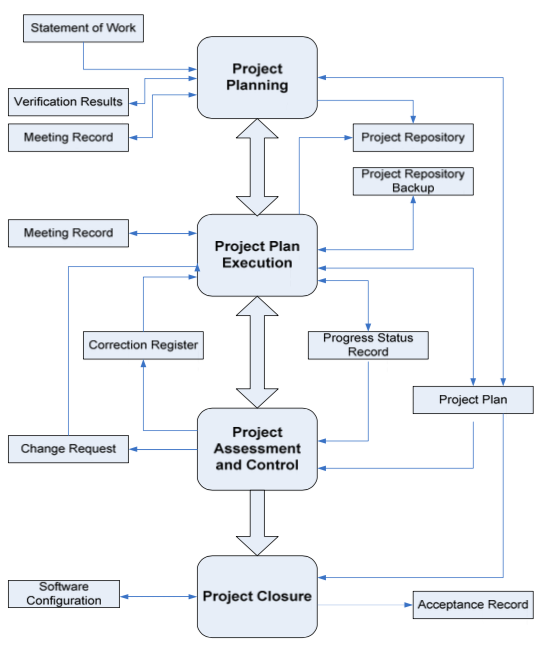 Statement of Work
Project
Planning
Verification Results
Meeting Record
Project Repository
Project Repository
Backup
Meeting Record
Project Plan
Execution
Correction Register
Progress Status
Record
Project Plan
Project
Assessment
and Control
Change Request
Software
Configuration
Project Closure
Acceptance Record